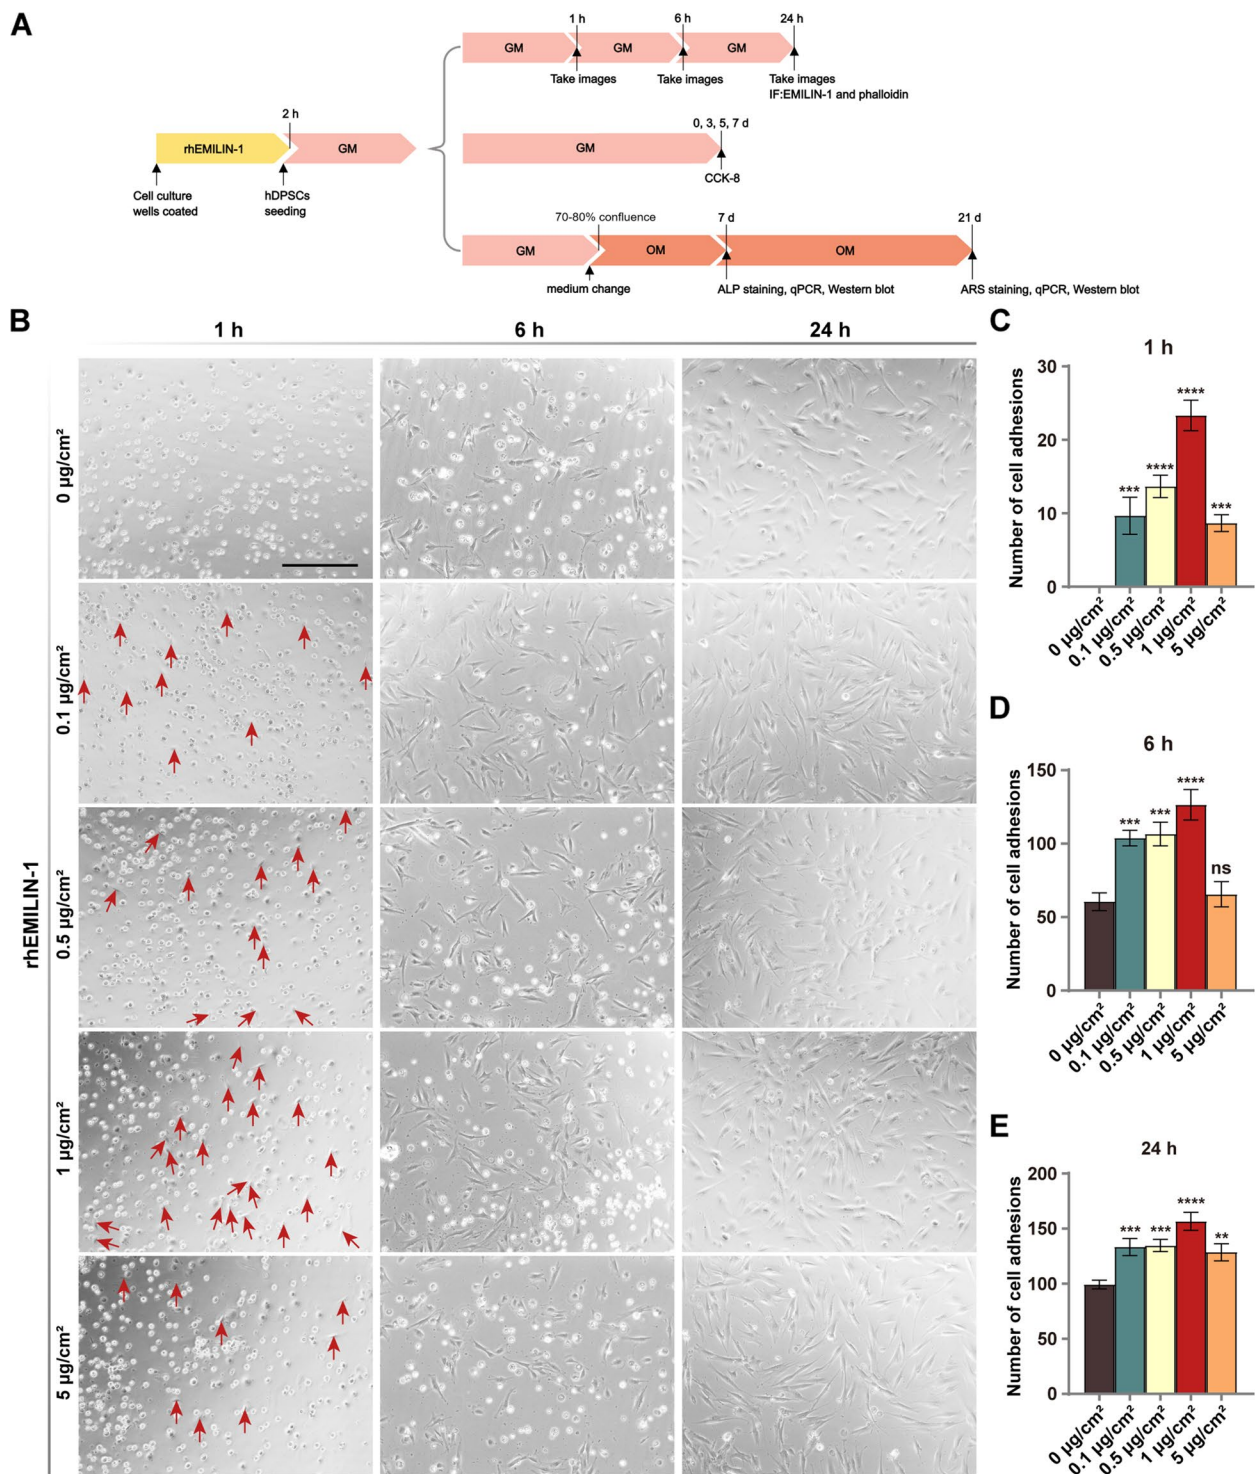 A
1 h
6 h
24 h
GM
GM
GM
Take images
Take images
Take images
IF:EMILIN-1 and phalloidin
2 h
rhEMILIN-1
GM
Cell culture
wells coated
hDPSCs
seeding
0, 3, 5, 7 d
GM
CCK-8
70-80% confluence
7 d
21 d
GM
OM
OM
medium change
ALP staining, qPCR, Western blot
ARS staining, qPCR, Western blot
B
1 h
6 h
24 h
rhEMILIN-1
0 µg/cm²
0.1 µg/cm²
0.5 µg/cm²
1 µg/cm²
5 µg/cm²
C
1 h
Number of cell adhesions
30
20
10
0
***
****
****
***
0 µg/cm²
0.1 µg/cm²
0.5 µg/cm²
1 µg/cm²
5 µg/cm²
D
6 h
Number of cell adhesions
150
100
50
0
***
***
****
ns
0 µg/cm²
0.1 µg/cm²
0.5 µg/cm²
1 µg/cm²
5 µg/cm²
E
24 h
Number of cell adhesions
200
150
100
50
0
***
***
****
**
0 µg/cm²
0.1 µg/cm²
0.5 µg/cm²
1 µg/cm²
5 µg/cm²